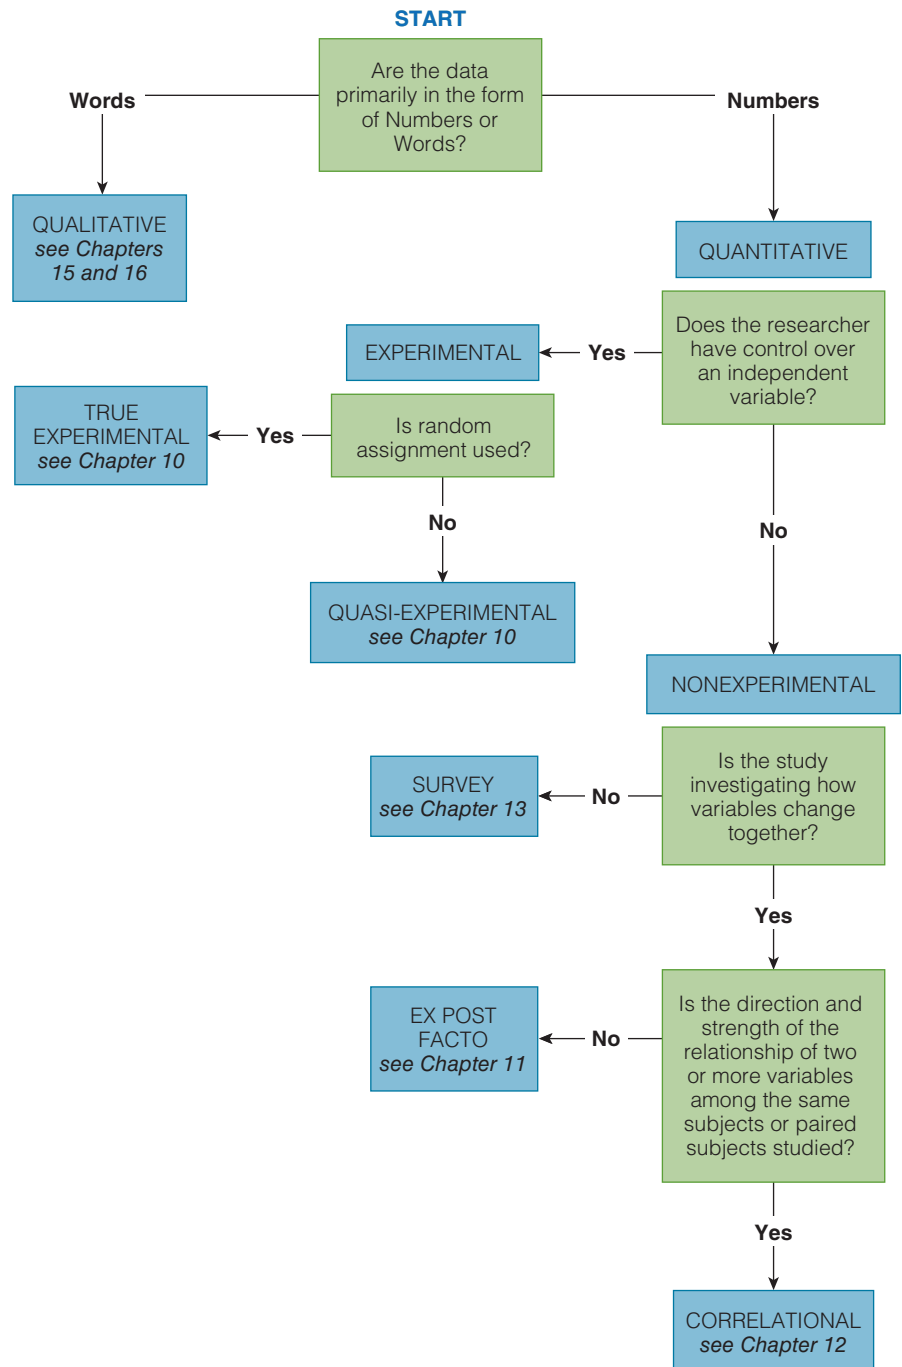 START
Are the data
primarily in the form
of Numbers or
Words?
Words
Numbers
QUALITATIVE
see Chapters
15 and 16
QUANTITATIVE
Does the researcher
have control over
an independent
variable?
Yes
EXPERIMENTAL
Is random
assignment used?
Yes
TRUE
EXPERIMENTAL
see Chapter 10
No
QUASI-EXPERIMENTAL
see Chapter 10
No
NONEXPERIMENTAL
Is the study
investigating how
variables change
together?
No
SURVEY
see Chapter 13
Yes
Is the direction and
strength of the
relationship of two
or more variables
among the same
subjects or paired
subjects studied?
No
EX POST
FACTO
see Chapter 11
Yes
CORRELATIONAL
see Chapter 12